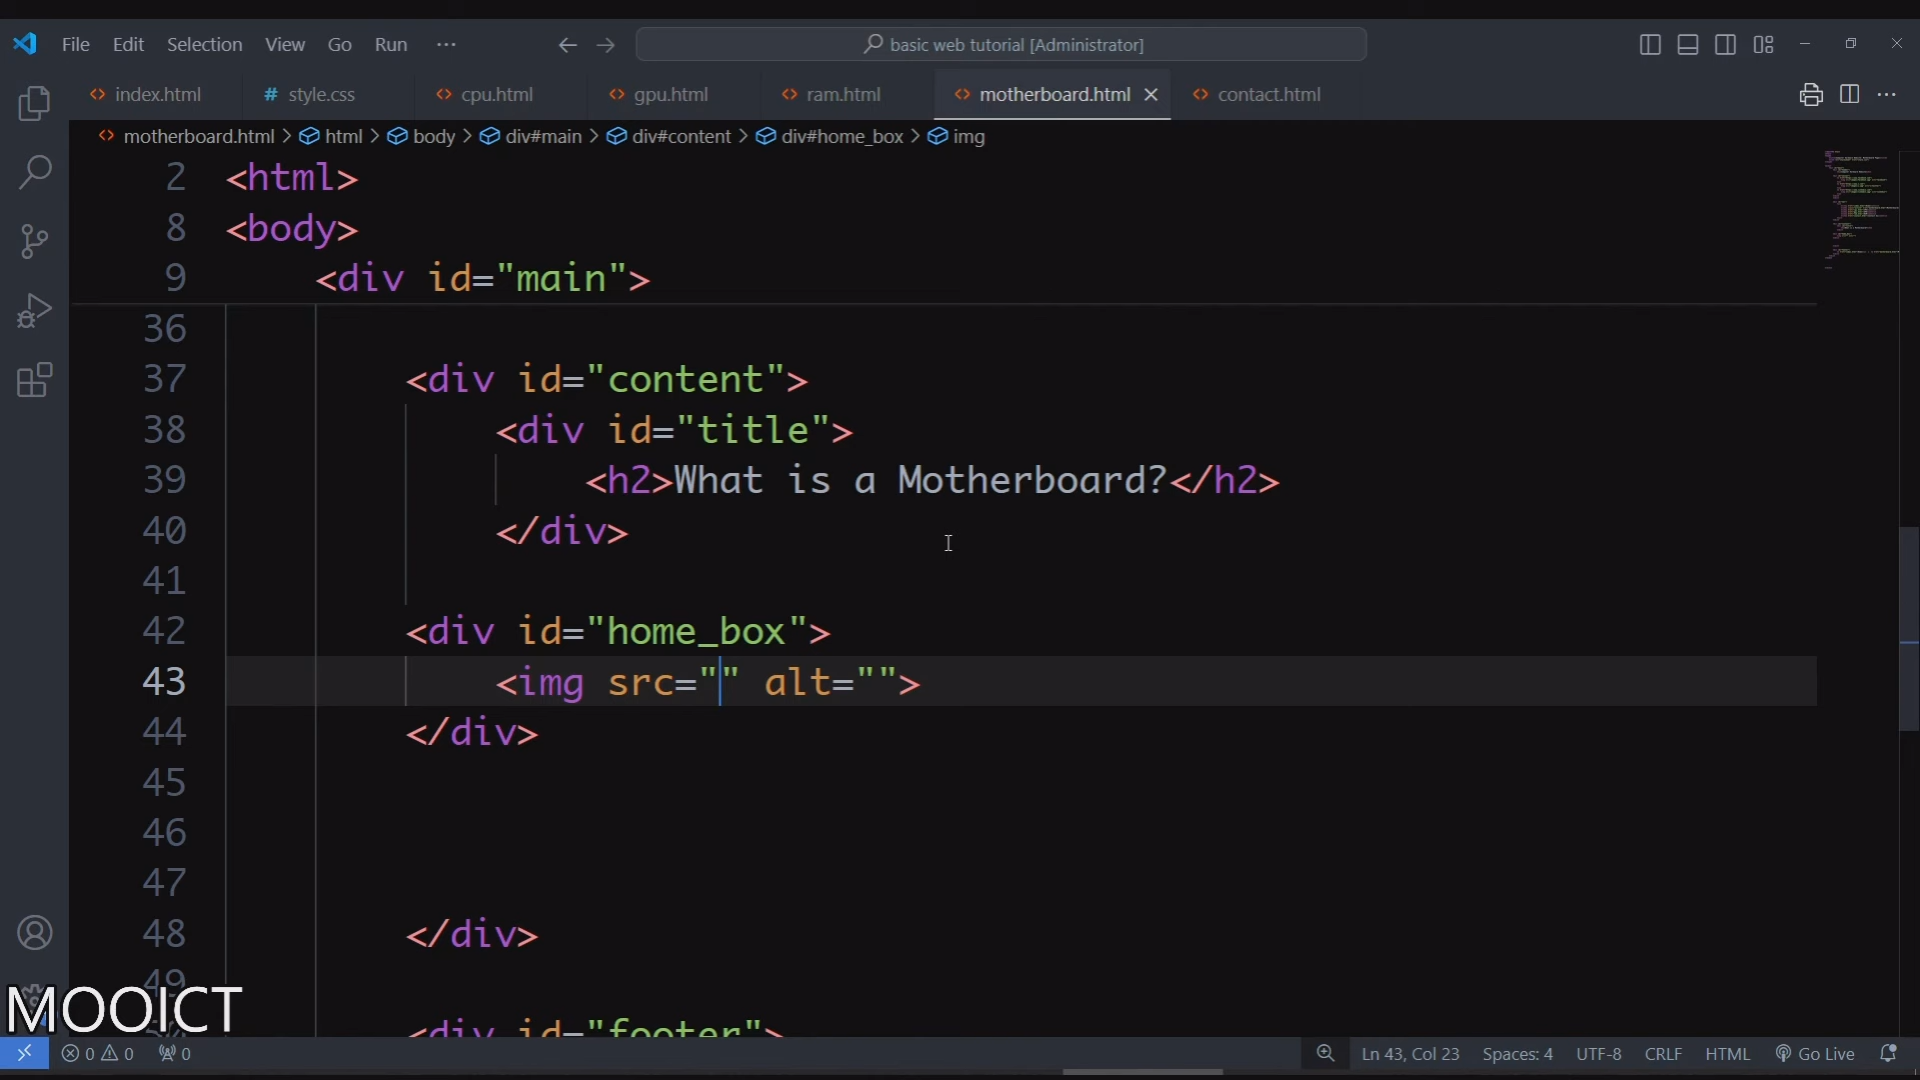 File Edit Selection View Go Run ··· basic web tutorial [Administrator]
index.html # style.css cpu.html gpu.html ram.html motherboard.html contact.html
motherboard.html > html > body > div#main > div#content > div#home_box > img
2 <html>
8 <body>
9 <div id="main">
36
37 <div id="content">
38 <div id="title">
39 <h2>What is a Motherboard?</h2>
40 </div>
41
42 <div id="home_box">
43 <img src="" alt="">
44 </div>
45
46
47
48 </div>
49
<div id="footer">
MOOICT
0 0 0 Ln 43, Col 23 Spaces: 4 UTF-8 CRLF HTML Go Live